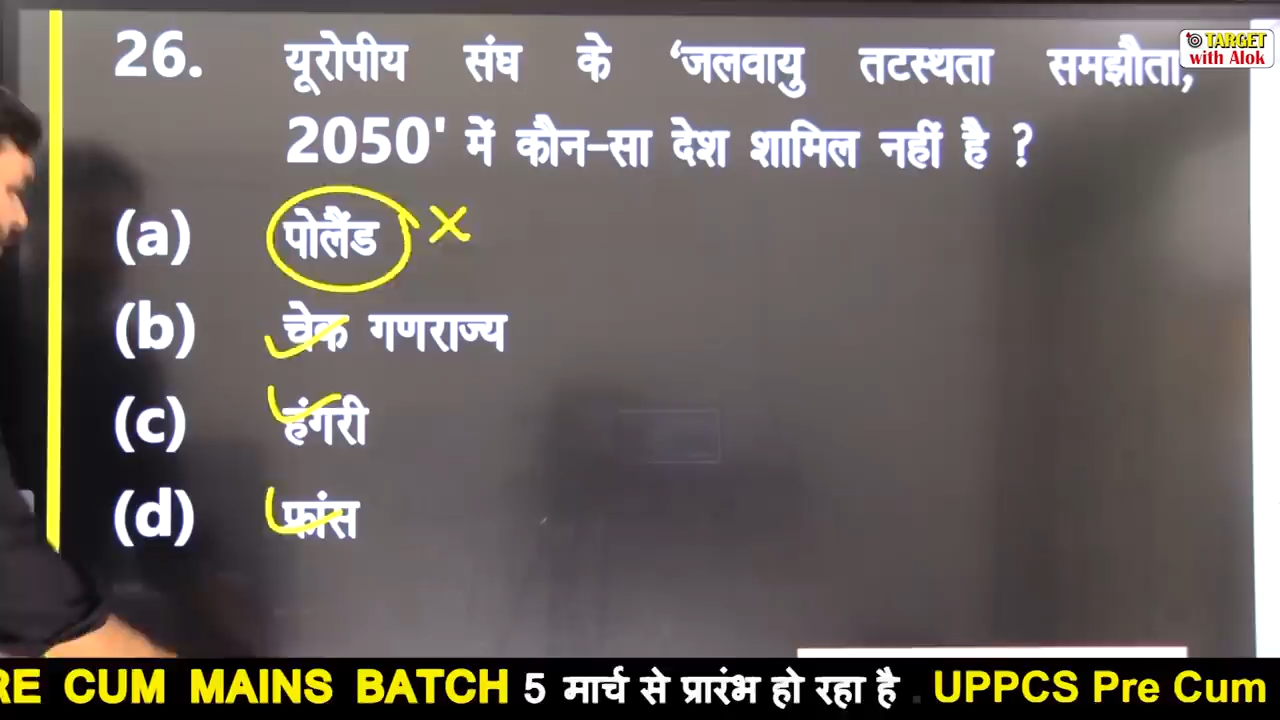 TARGET
with Alok
26. यूरोपीय संघ के ‘जलवायु तटस्थता समझौता,
2050' में कौन-सा देश शामिल नहीं है ?
(a) पोलैंड ×
(b) चेक गणराज्य
(c) हंगरी
(d) फ्रांस
RE CUM MAINS BATCH 5 मार्च से प्रारंभ हो रहा है . UPPCS Pre Cum